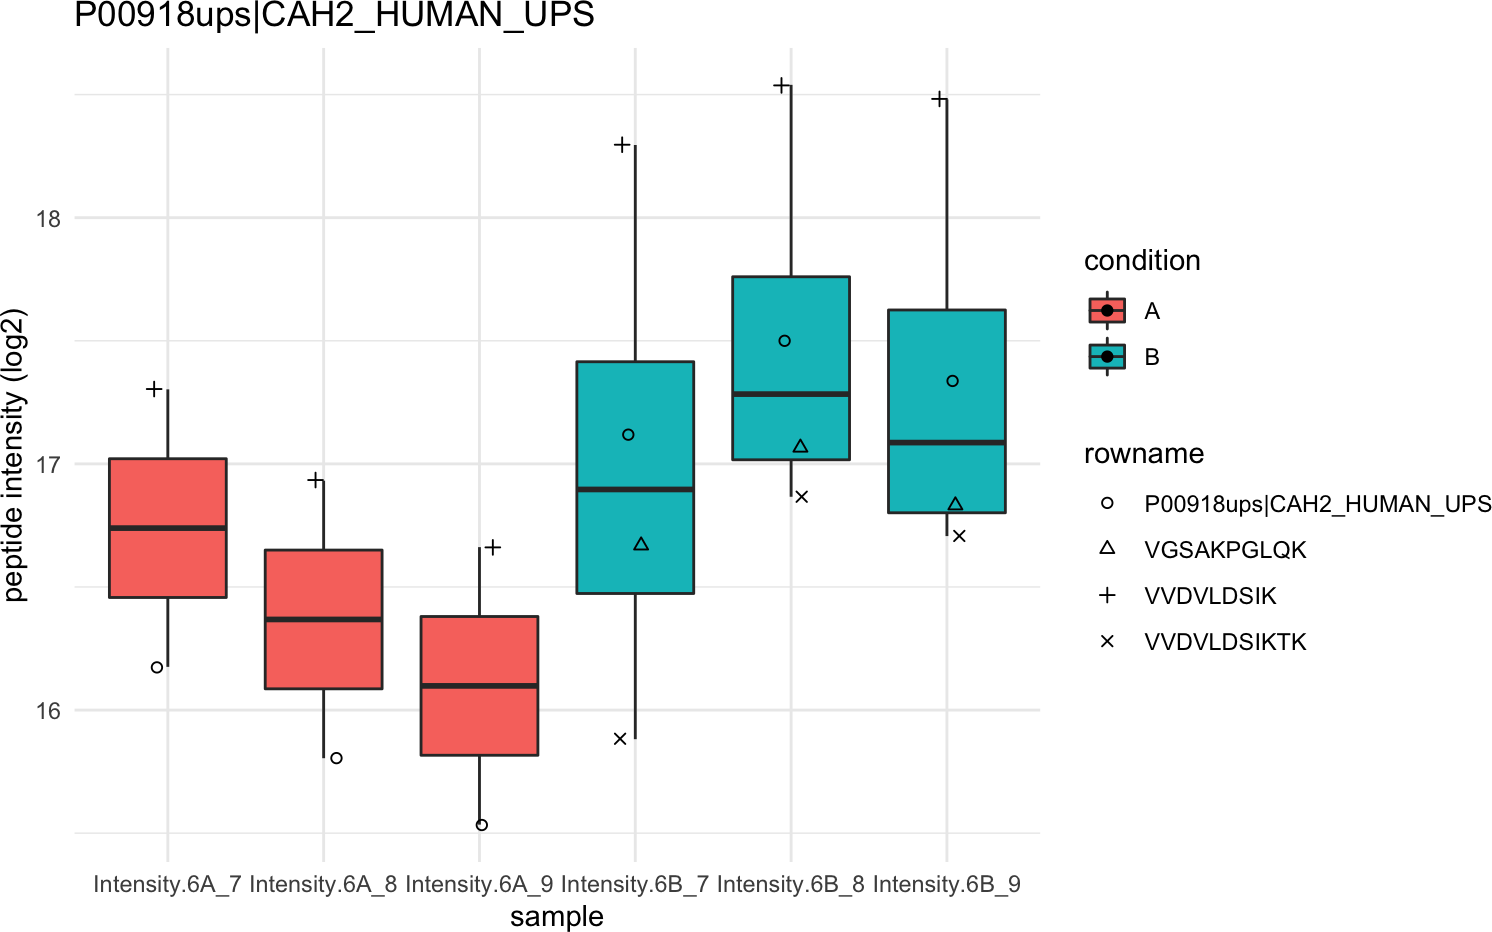 P00918ups|CAH2_HUMAN_UPS
peptide intensity (log2)
18
17
16
Intensity.6A_7 Intensity.6A_8 Intensity.6A_9 Intensity.6B_7 Intensity.6B_8 Intensity.6B_9
sample
condition
A
B
rowname
P00918ups|CAH2_HUMAN_UPS
VGSAKPGLQK
VVDVLDSIK
VVDVLDSIKTK